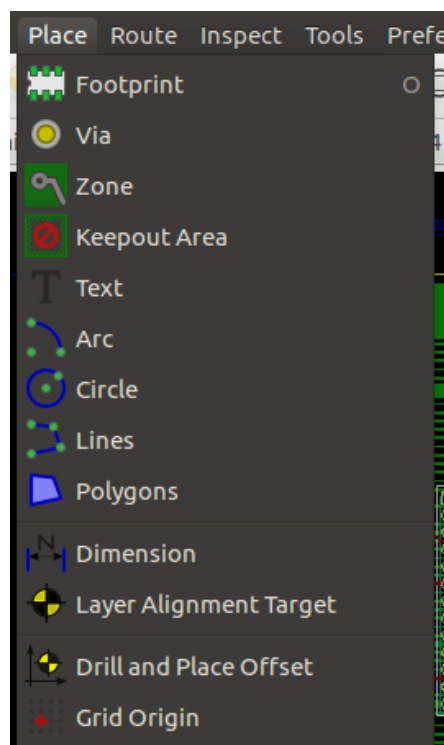 Place Route Inspect Tools
Footprint O
Via
Zone
Keepout Area
Text
Arc
Circle
Lines
Polygons
Dimension
Layer Alignment Target
Drill and Place Offset
Grid Origin